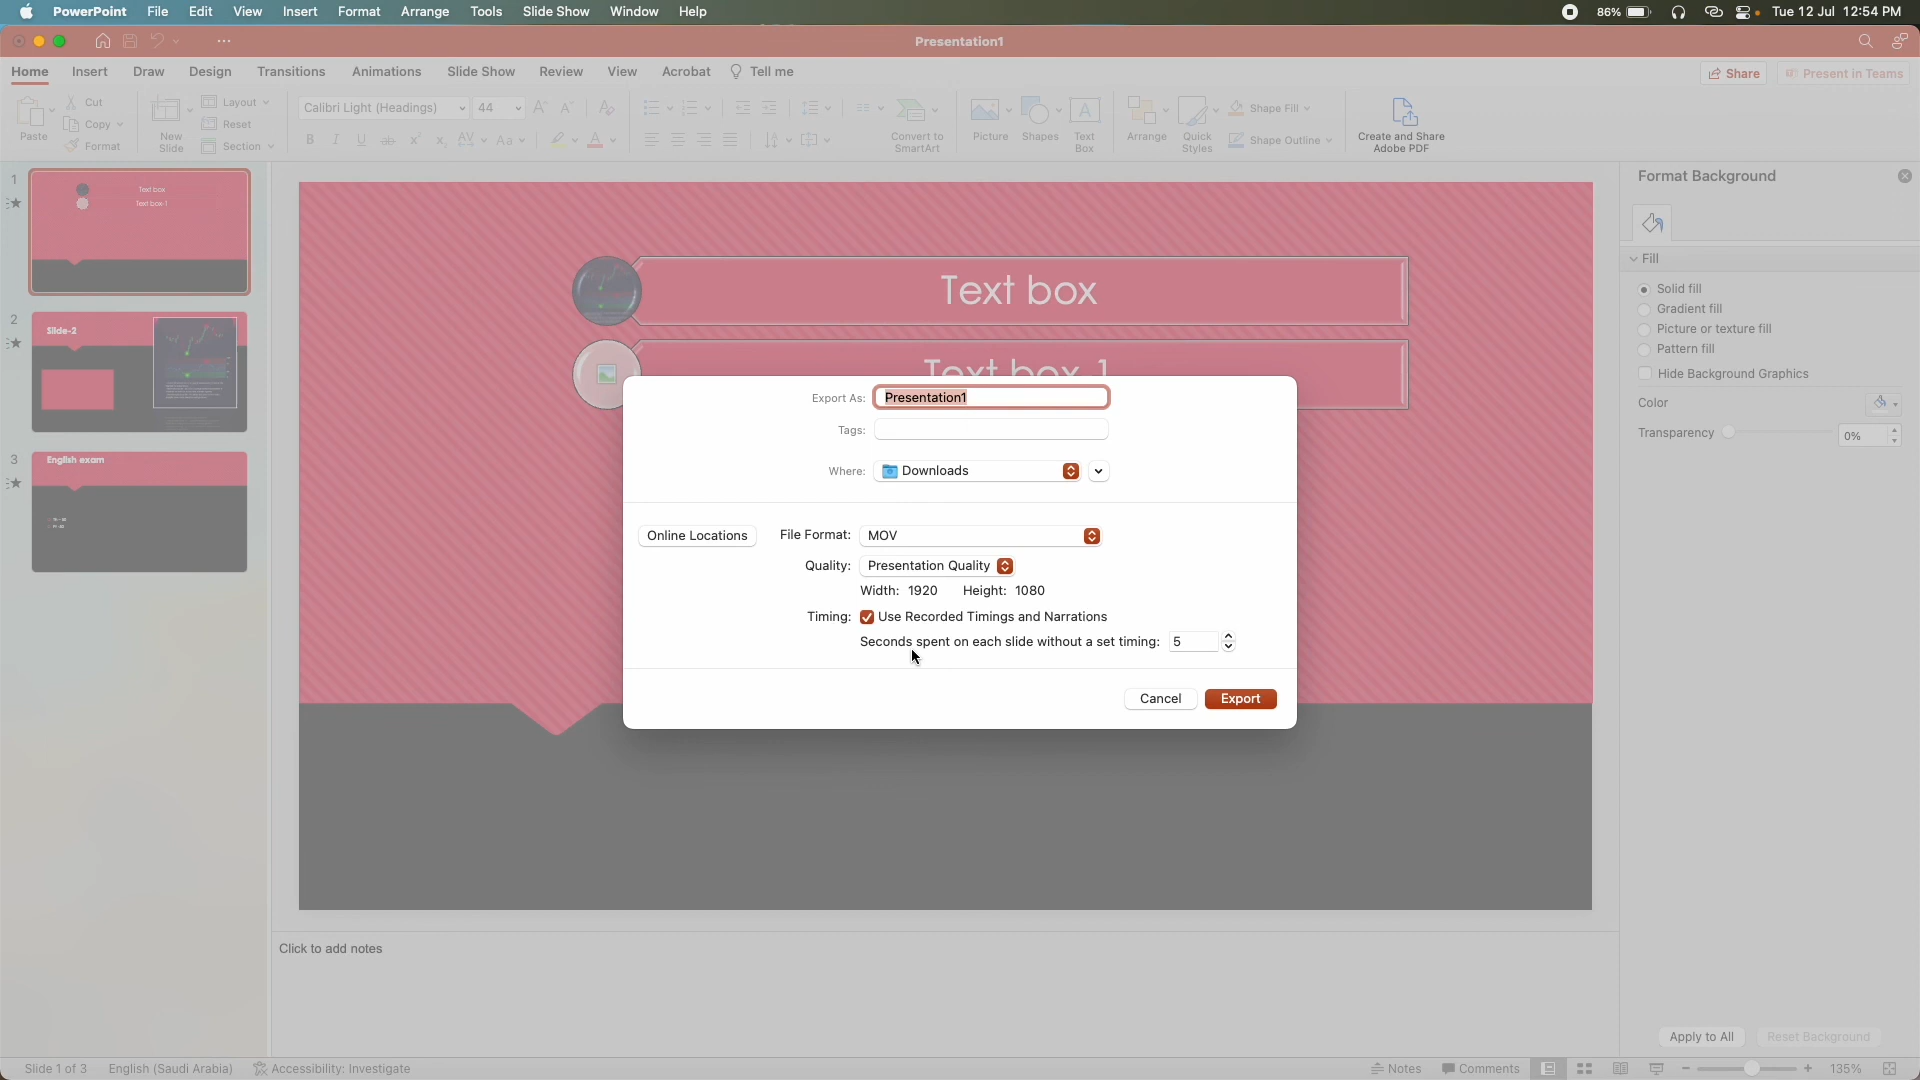 PowerPoint File Edit View Insert Format Arrange Tools Slide Show Window Help 86% Tue 12 Jul 12:54 PM
Presentation1
Home Insert Draw Design Transitions Animations Slide Show Review View Acrobat Tell me Share Present in Teams
Paste Cut Copy Format
New Slide Layout Reset Section
Calibri Light (Headings) 44
Convert to SmartArt
Picture Shapes Text Box
Arrange Quick Styles Shape Fill Shape Outline
Create and Share Adobe PDF
1
Text box
Text box 1
2
Silde-2
3
English exam
Text box
Text box 1
Export As: Presentation1
Tags:
Where: Downloads
Online Locations File Format: MOV
Quality: Presentation Quality
Width: 1920 Height: 1080
Timing: Use Recorded Timings and Narrations
Seconds spent on each slide without a set timing: 5
Cancel Export
Format Background
Fill
Solid fill
Gradient fill
Picture or texture fill
Pattern fill
Hide Background Graphics
Color
Transparency 0%
Apply to All Reset Background
Click to add notes
Slide 1 of 3 English (Saudi Arabia) Accessibility: Investigate Notes Comments 135%